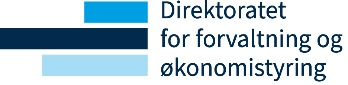 Direktoratet
for forvaltning og
økonomistyring